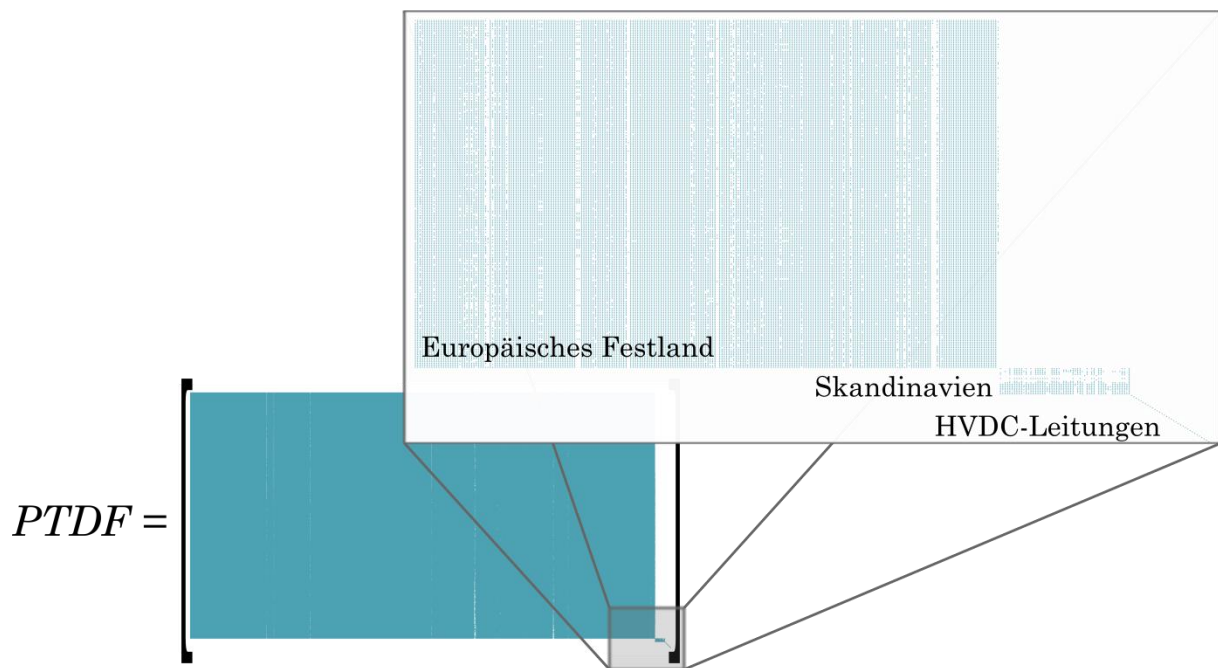 Europäisches Festland
Skandinavien
HVDC-Leitungen
PTDF =